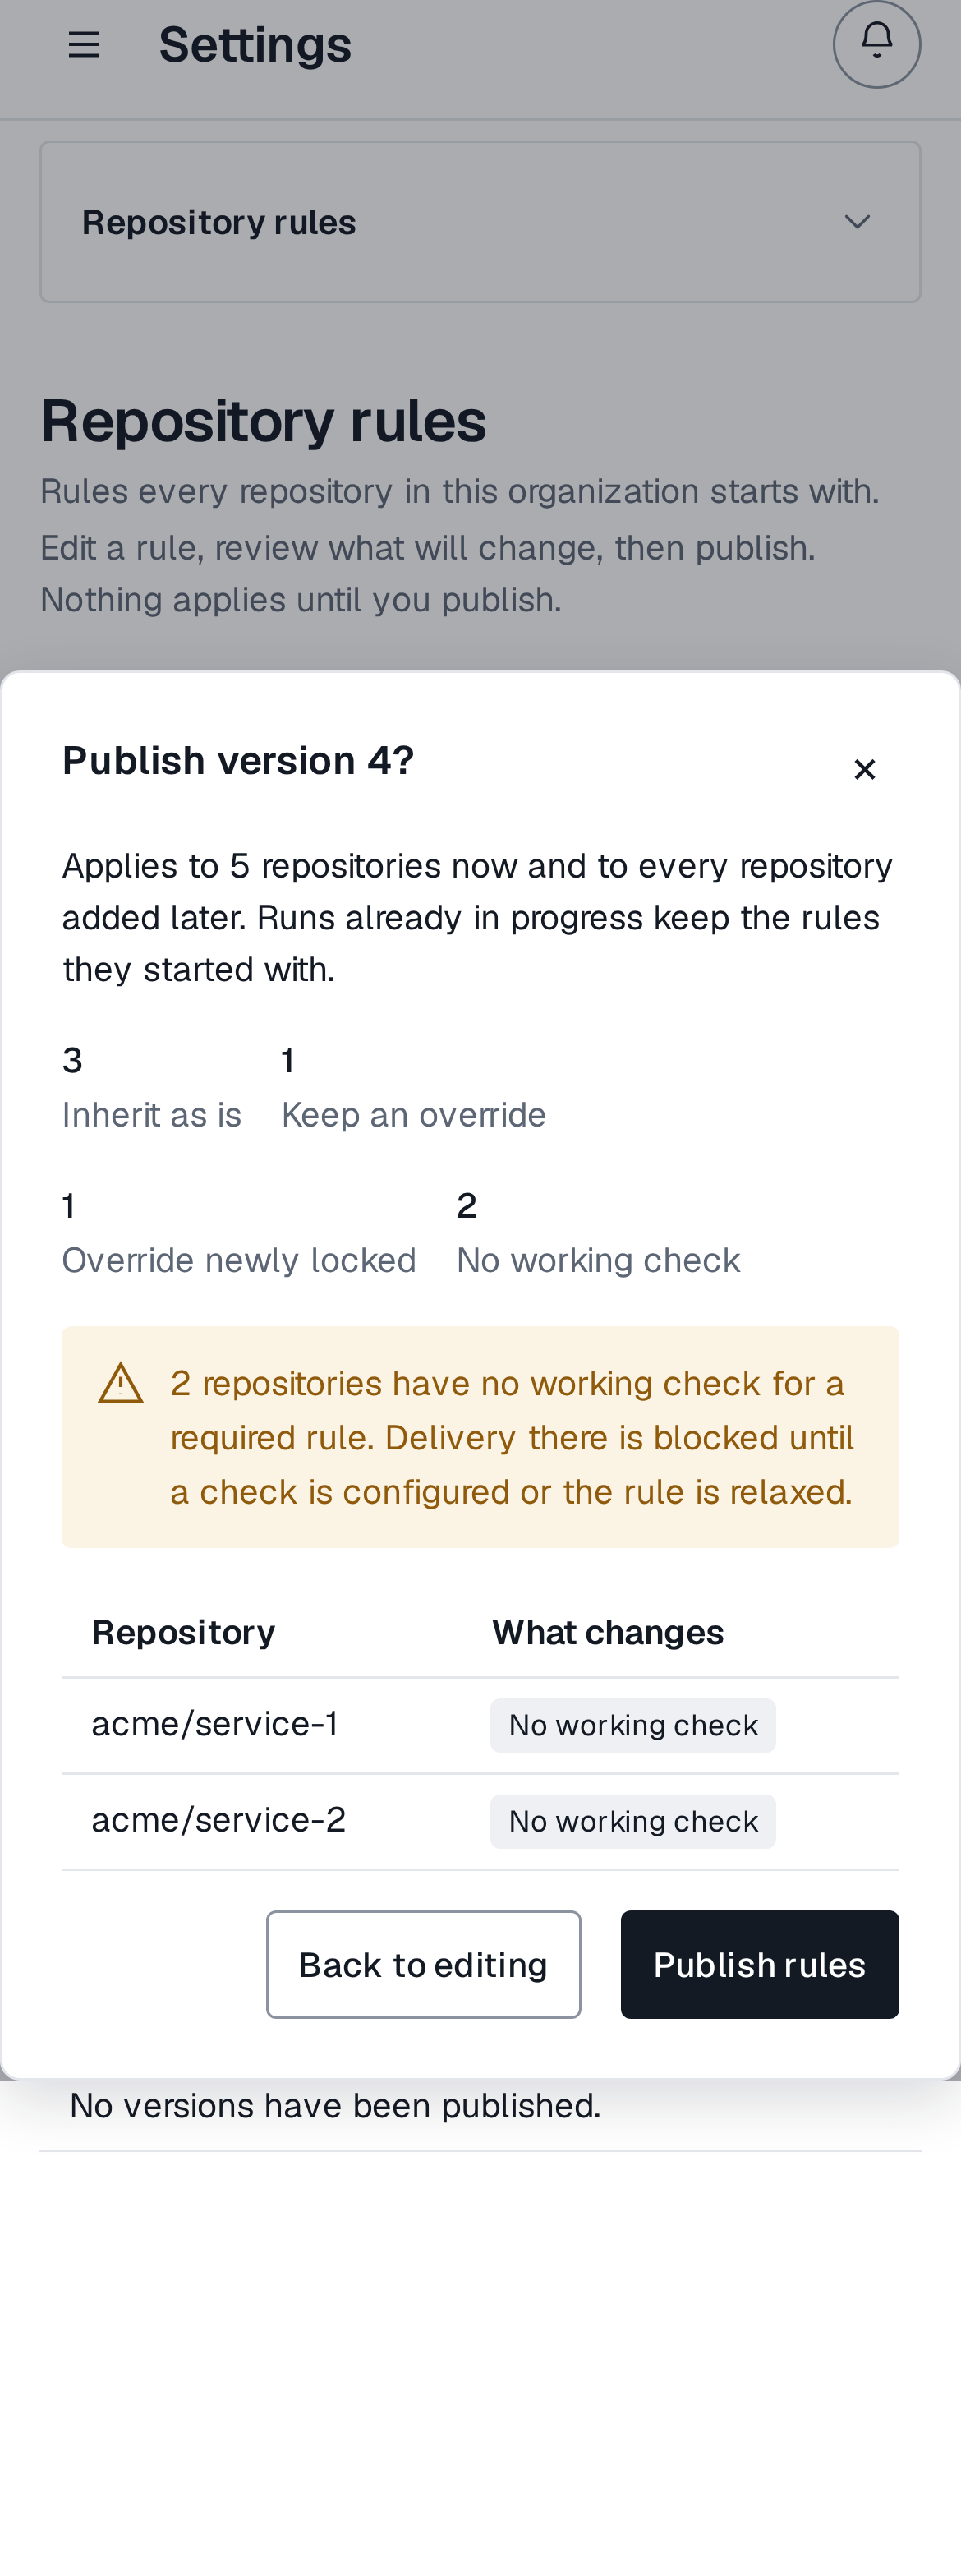 Settings
Repository rules
Repository rules
Rules every repository in this organization starts with.
Edit a rule, review what will change, then publish.
Nothing applies until you publish.
Publish version 4?
Applies to 5 repositories now and to every repository
added later. Runs already in progress keep the rules
they started with.
3
Inherit as is
1
Keep an override
1
Override newly locked
2
No working check
2 repositories have no working check for a
required rule. Delivery there is blocked until
a check is configured or the rule is relaxed.
Repository What changes
acme/service-1 No working check
acme/service-2 No working check
Back to editing Publish rules
No versions have been published.